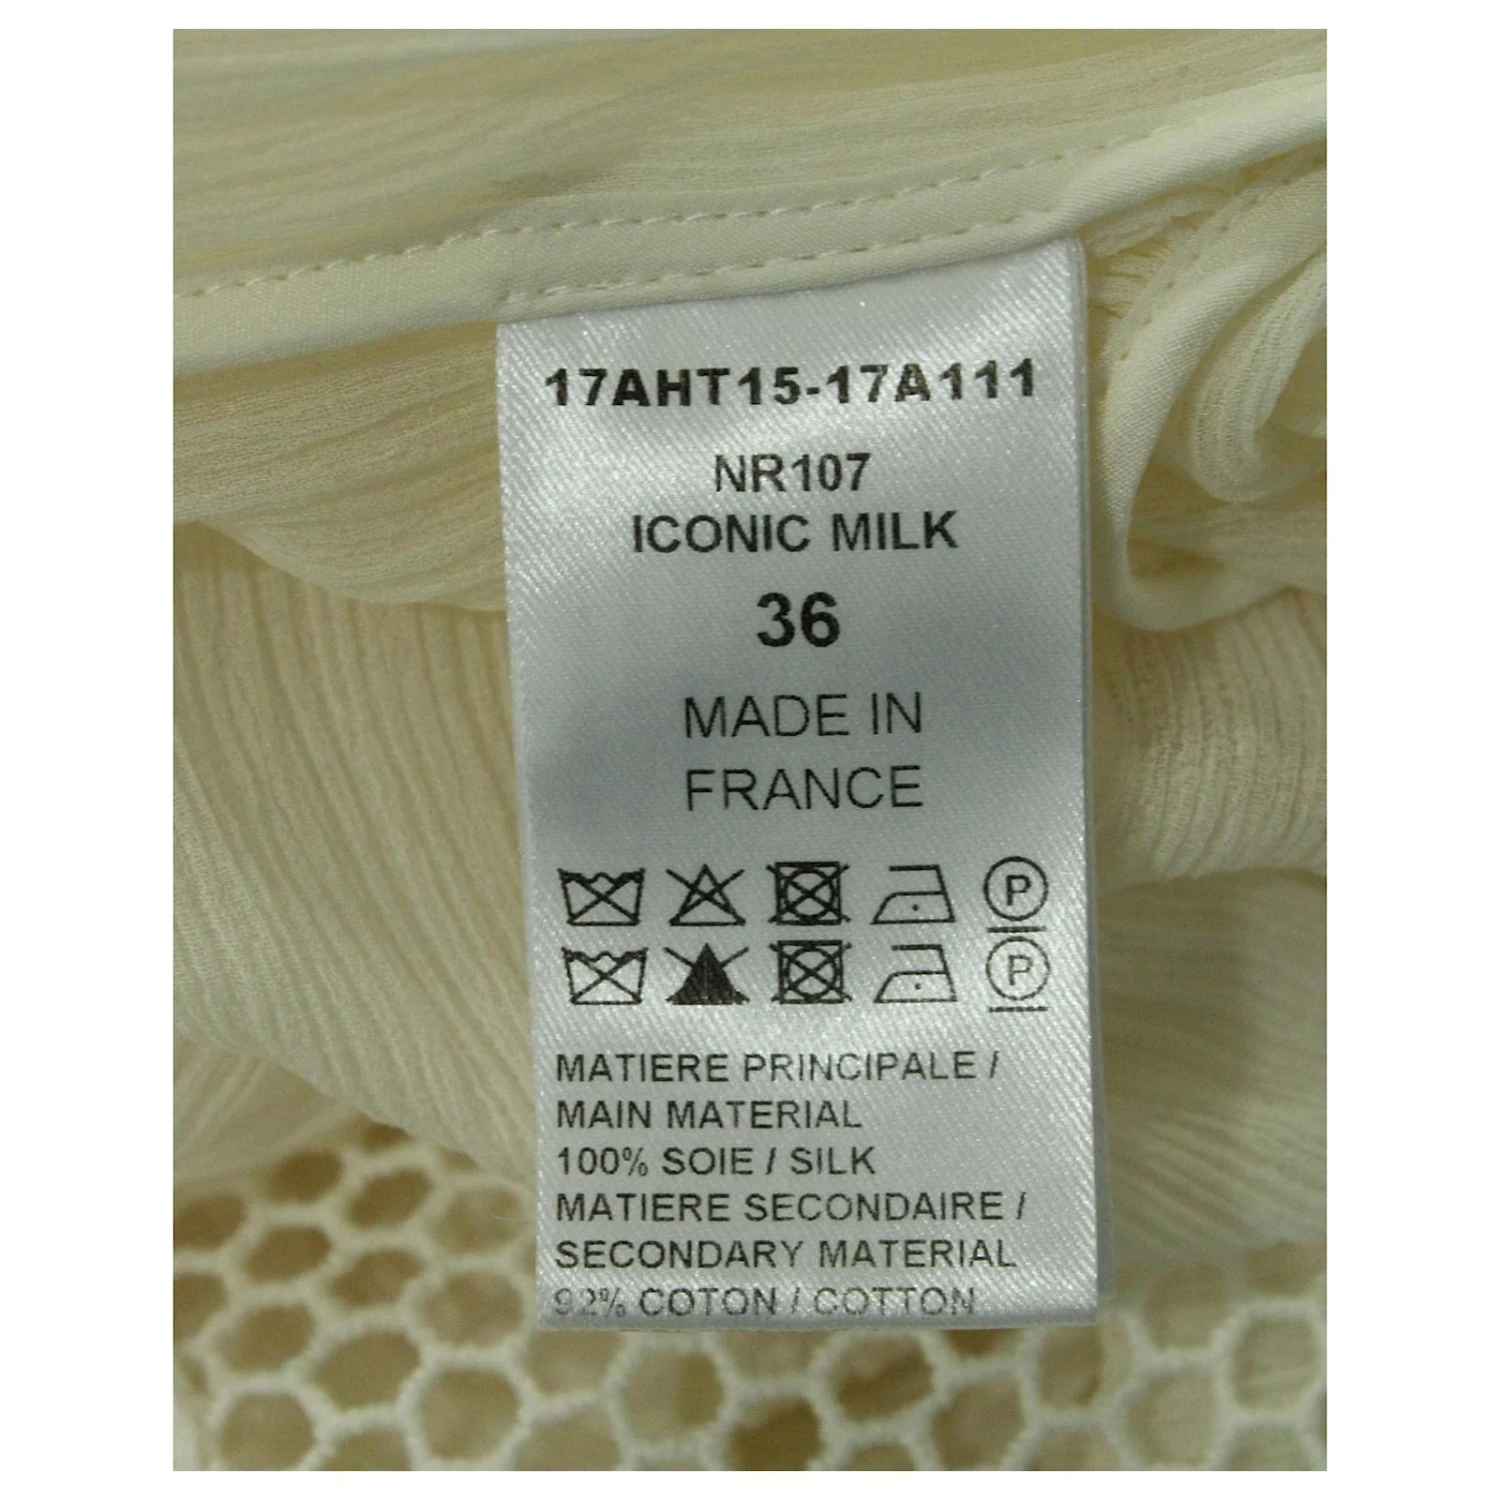 17AHT15-17A111
NR107
ICONIC MILK
36
MADE IN
FRANCE
P
P
MATIERE PRINCIPALE /
MAIN MATERIAL
100% SOIE / SILK
MATIERE SECONDAIRE /
SECONDARY MATERIAL
92% COTON / COTTON